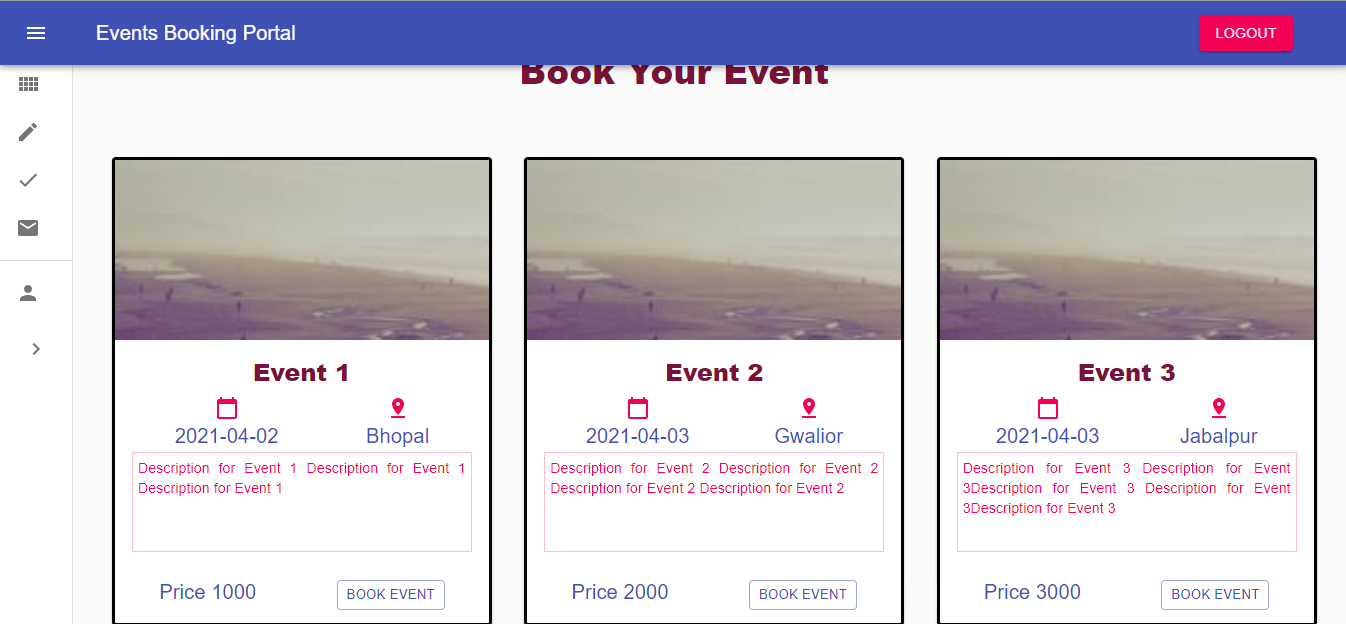 Events Booking Portal
LOGOUT
Book Your Event
Event 1
2021-04-02
Bhopal
Description for Event 1 Description for Event 1
Description for Event 1
Price 1000
BOOK EVENT
Event 2
2021-04-03
Gwalior
Description for Event 2 Description for Event 2
Description for Event 2 Description for Event 2
Price 2000
BOOK EVENT
Event 3
2021-04-03
Jabalpur
Description for Event 3 Description for Event
3Description for Event 3 Description for Event
3Description for Event 3
Price 3000
BOOK EVENT